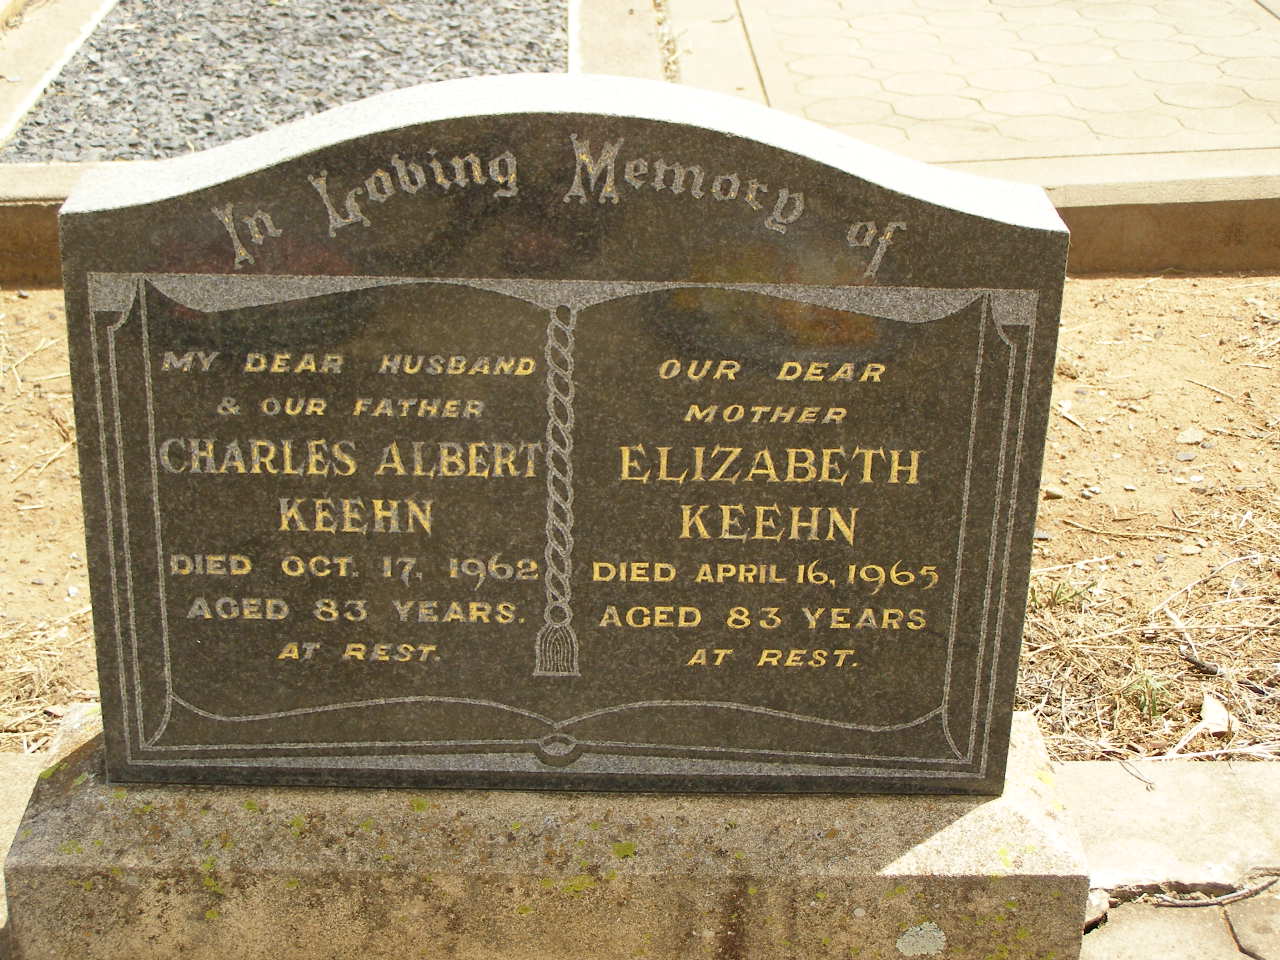 In Loving Memory of
MY DEAR HUSBAND
& OUR FATHER
CHARLES ALBERT
KEEHN
DIED OCT. 17, 1962
AGED 83 YEARS.
AT REST.
OUR DEAR
MOTHER
ELIZABETH
KEEHN
DIED APRIL 16, 1965
AGED 83 YEARS
AT REST.